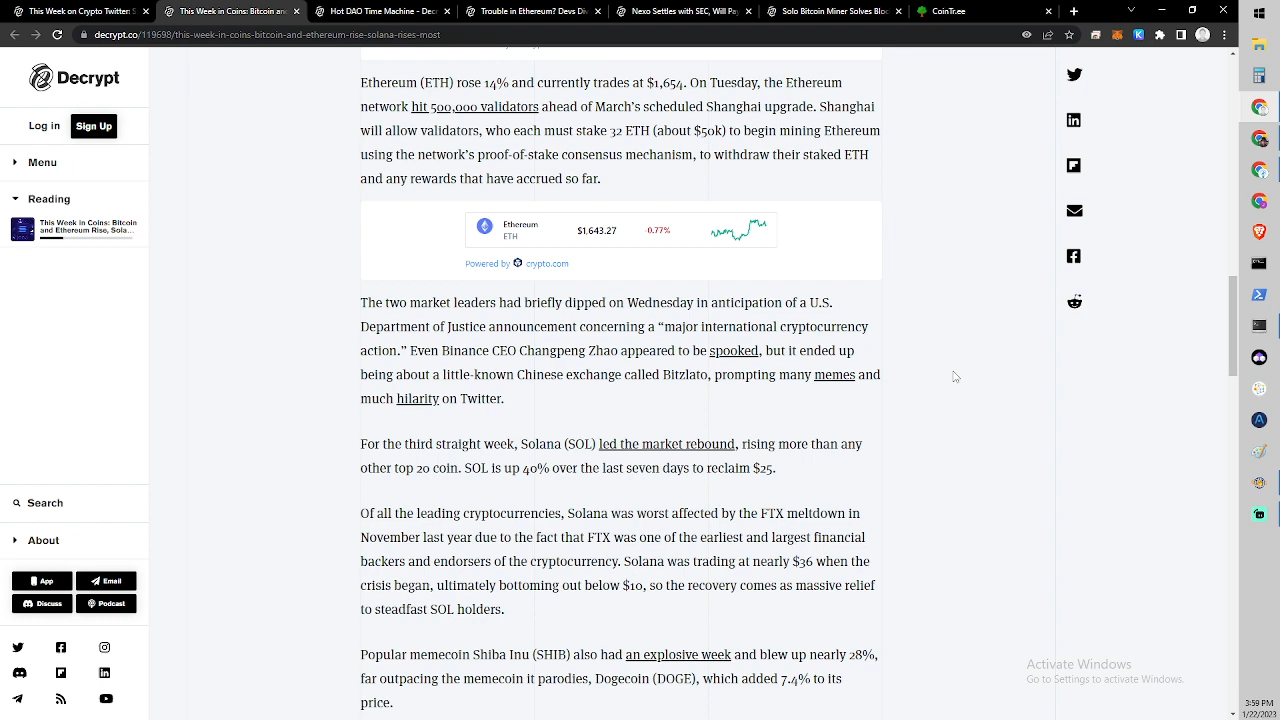 This Week on Crypto Twitter: S
This Week in Coins: Bitcoin and
Hot DAO Time Machine - Decr
Trouble in Ethereum? Devs Div
Nexo Settles with SEC, Will Pay
Solo Bitcoin Miner Solves Bloc
CoinTree
decrypt.co/119698/this-week-in-coins-bitcoin-and-ethereum-rise-solana-rises-most
Decrypt
Log in
Sign Up
Menu
Reading
This Week in Coins: Bitcoin
and Ethereum Rise, Sola...
Search
About
App
Email
Discuss
Podcast
Ethereum (ETH) rose 14% and currently trades at $1,654. On Tuesday, the Ethereum
network hit 500,000 validators ahead of March's scheduled Shanghai upgrade. Shanghai
will allow validators, who each must stake 32 ETH (about $50k) to begin mining Ethereum
using the network's proof-of-stake consensus mechanism, to withdraw their staked ETH
and any rewards that have accrued so far.
Ethereum
ETH
$1,643.27
-0.77%
Powered by crypto.com
The two market leaders had briefly dipped on Wednesday in anticipation of a U.S.
Department of Justice announcement concerning a “major international cryptocurrency
action.” Even Binance CEO Changpeng Zhao appeared to be spooked, but it ended up
being about a little-known Chinese exchange called Bitzlato, prompting many memes and
much hilarity on Twitter.
For the third straight week, Solana (SOL) led the market rebound, rising more than any
other top 20 coin. SOL is up 40% over the last seven days to reclaim $25.
Of all the leading cryptocurrencies, Solana was worst affected by the FTX meltdown in
November last year due to the fact that FTX was one of the earliest and largest financial
backers and endorsers of the cryptocurrency. Solana was trading at nearly $36 when the
crisis began, ultimately bottoming out below $10, so the recovery comes as massive relief
to steadfast SOL holders.
Popular memecoin Shiba Inu (SHIB) also had an explosive week and blew up nearly 28%,
far outpacing the memecoin it parodies, Dogecoin (DOGE), which added 7.4% to its
price.
Activate Windows
Go to Settings to activate Windows.
3:59 PM
1/22/2023